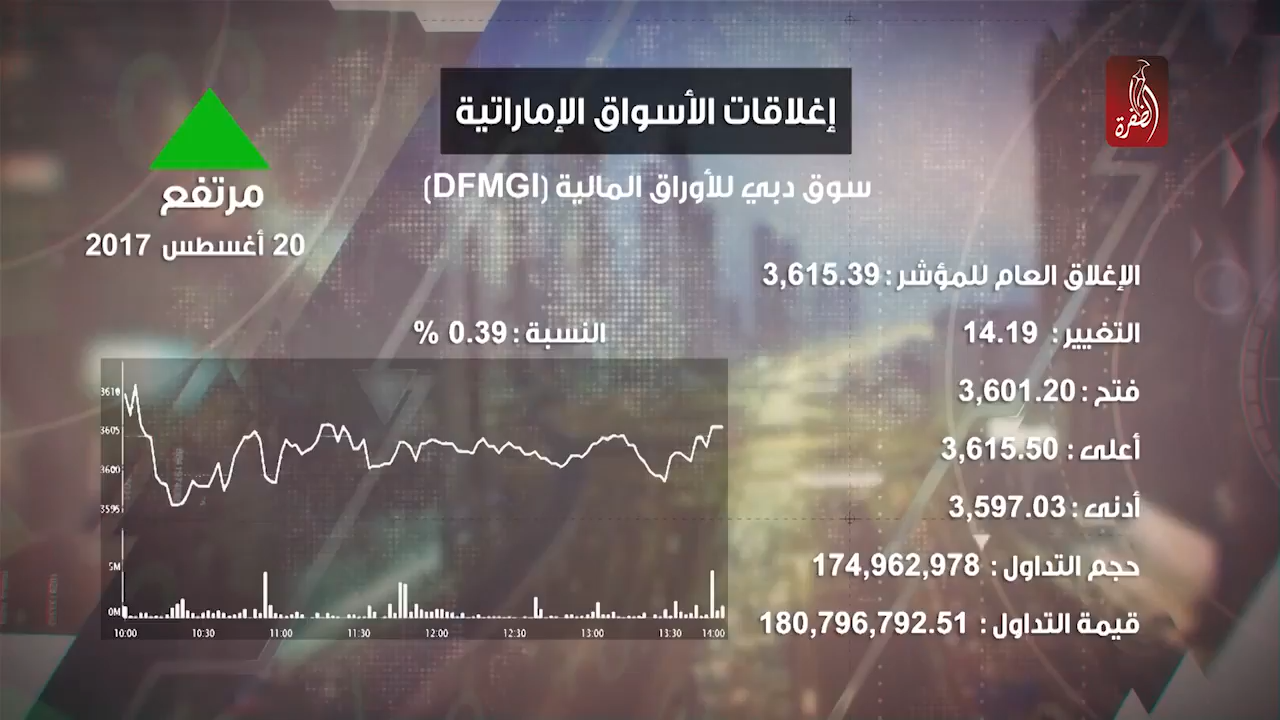 إغلاقات الأسواق الإماراتية
الظفرة
سوق دبي للأوراق المالية (DFMGI)
مرتفع
20 أغسطس 2017
الإغلاق العام للمؤشر : 3,615.39
التغيير : 14.19
النسبة : 0.39 %
فتح : 3,601.20
أعلى : 3,615.50
أدنى : 3,597.03
حجم التداول : 174,962,978
قيمة التداول : 180,796,792.51
3610
3605
3600
3595
5M
0M
10:00 10:30 11:00 11:30 12:00 12:30 13:00 13:30 14:00